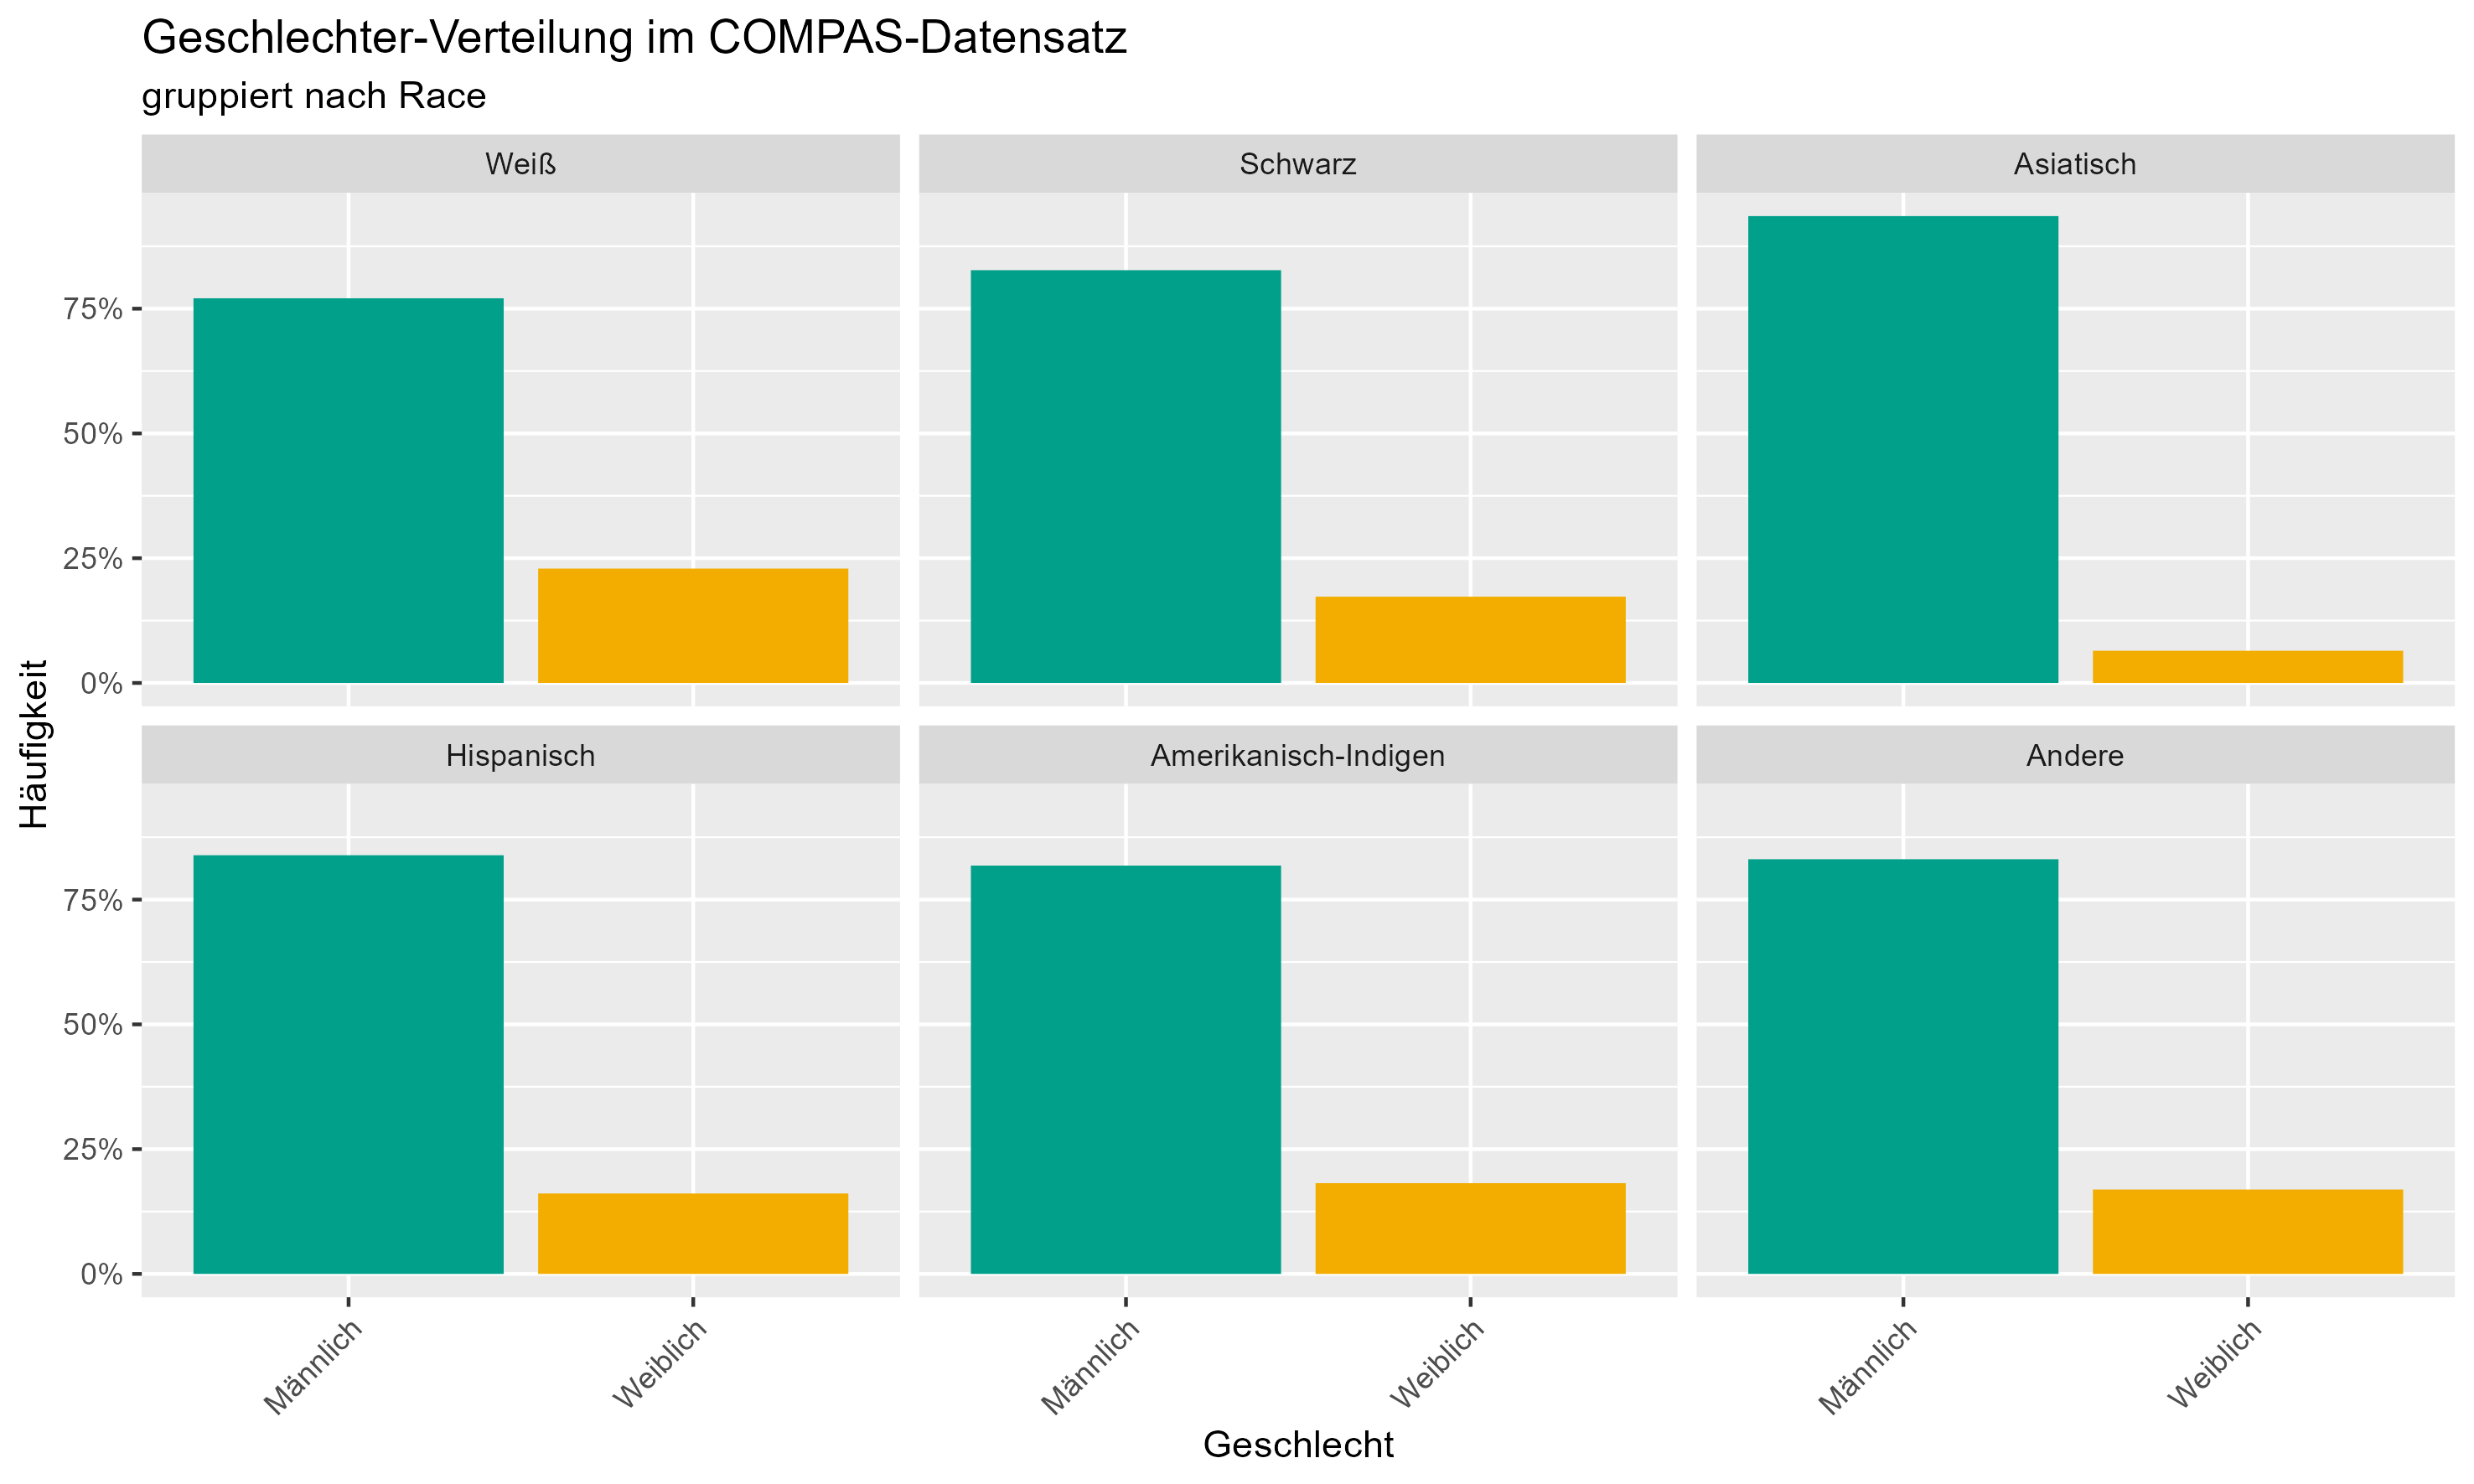 Geschlechter-Verteilung im COMPAS-Datensatz
gruppiert nach Race
Weiß
Schwarz
Asiatisch
75%
50%
25%
0%
Hispanisch
Amerikanisch-Indigen
Andere
75%
50%
25%
0%
Häufigkeit
Männlich
Weiblich
Männlich
Weiblich
Männlich
Weiblich
Geschlecht